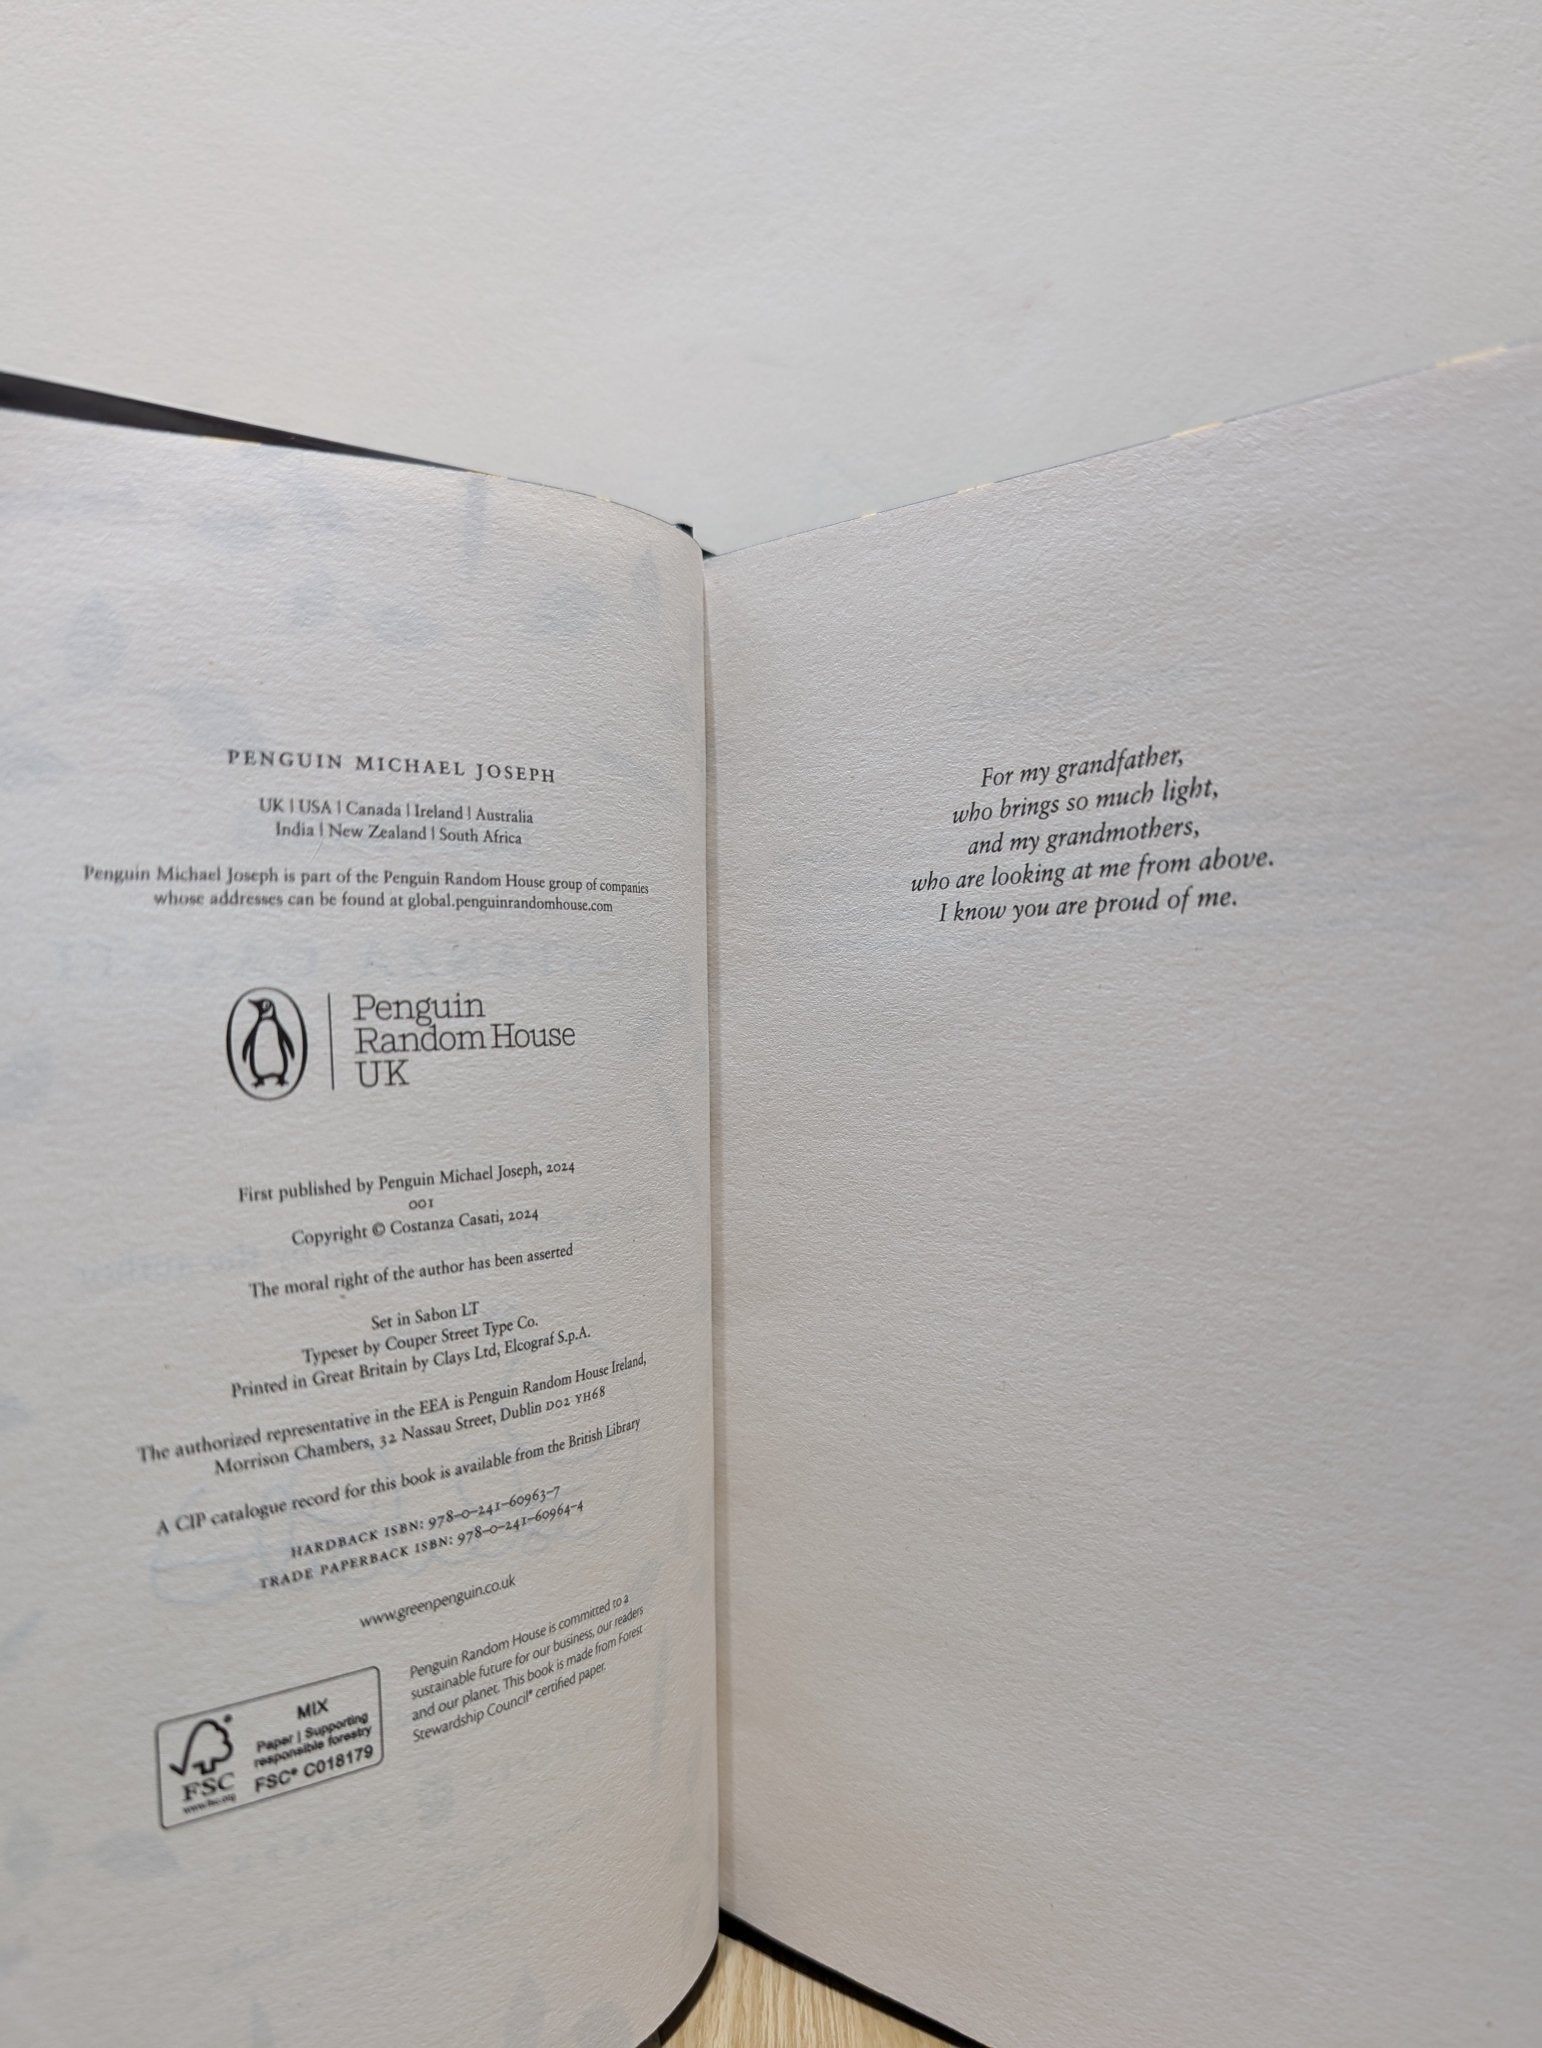 PENGUIN MICHAEL JOSEPH
UK | USA | Canada | Ireland | Australia
India | New Zealand | South Africa
Penguin Michael Joseph is part of the Penguin Random House group of companies
whose addresses can be found at global.penguinrandomhouse.com
Penguin
Random House
UK
First published by Penguin Michael Joseph, 2024
001
Copyright © Costanza Casati, 2024
The moral right of the author has been asserted
Set in Sabon LT
Typeset by Couper Street Type Co.
Printed in Great Britain by Clays Ltd, Elcograf S.p.A.
The authorized representative in the EEA is Penguin Random House Ireland,
Morrison Chambers, 32 Nassau Street, Dublin D02 YH68
A CIP catalogue record for this book is available from the British Library
HARDBACK ISBN: 978-0-241-60963-7
TRADE PAPERBACK ISBN: 978-0-241-60964-4
www.greenpenguin.co.uk
MIX
Paper | Supporting
responsible forestry
FSC® C018179
FSC
www.fsc.org
Penguin Random House is committed to a
sustainable future for our business, our readers
and our planet. This book is made from Forest
Stewardship Council® certified paper.
For my grandfather,
who brings so much light,
and my grandmothers,
who are looking at me from above.
I know you are proud of me.